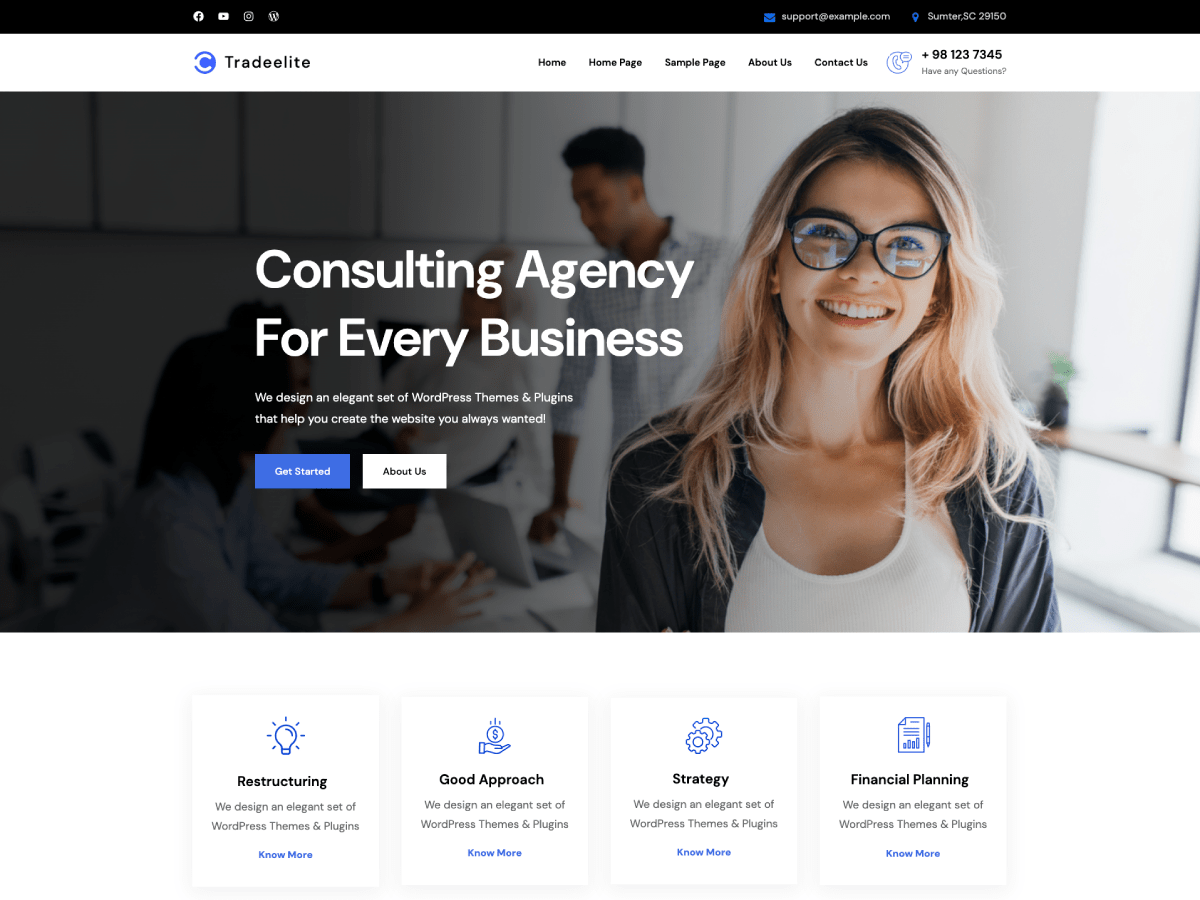 support@example.com
Sumter,SC 29150
Tradeelite
Home
Home Page
Sample Page
About Us
Contact Us
+ 98 123 7345
Have any Questions?
Consulting Agency
For Every Business
We design an elegant set of WordPress Themes & Plugins
that help you create the website you always wanted!
Get Started
About Us
Restructuring
We design an elegant set of
WordPress Themes & Plugins
Know More
Good Approach
We design an elegant set of
WordPress Themes & Plugins
Know More
Strategy
We design an elegant set of
WordPress Themes & Plugins
Know More
Financial Planning
We design an elegant set of
WordPress Themes & Plugins
Know More